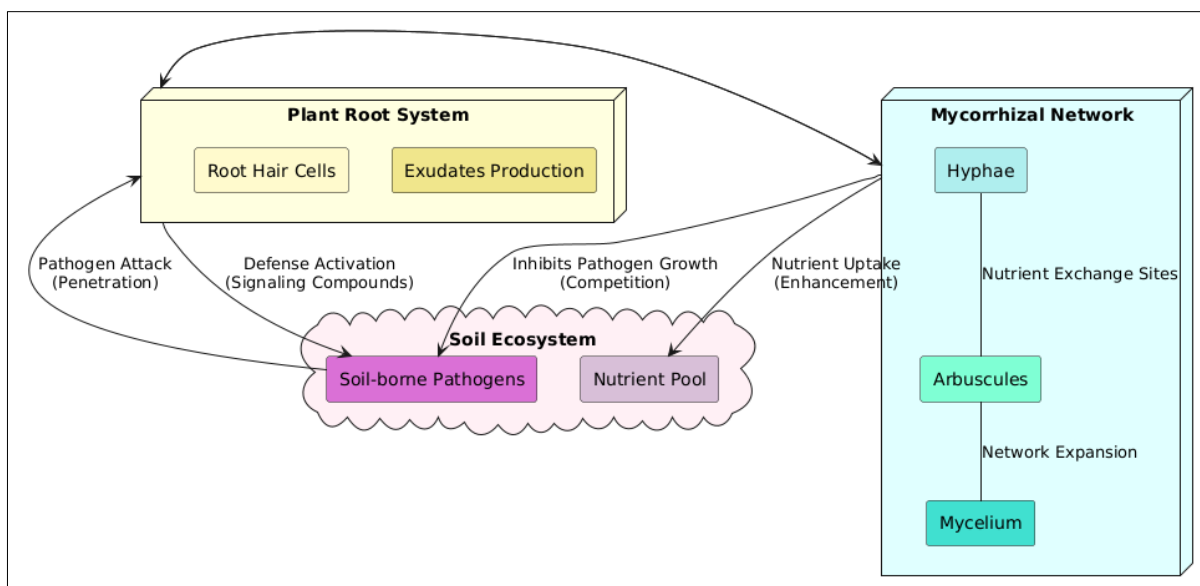 Plant Root System
Mycorrhizal Network
Root Hair Cells
Exudates Production
Hyphae
Pathogen Attack
(Penetration)
Defense Activation
(Signaling Compounds)
Inhibits Pathogen Growth
(Competition)
Nutrient Uptake
(Enhancement)
Nutrient Exchange Sites
Soil Ecosystem
Soil-borne Pathogens
Nutrient Pool
Arbuscules
Network Expansion
Mycelium